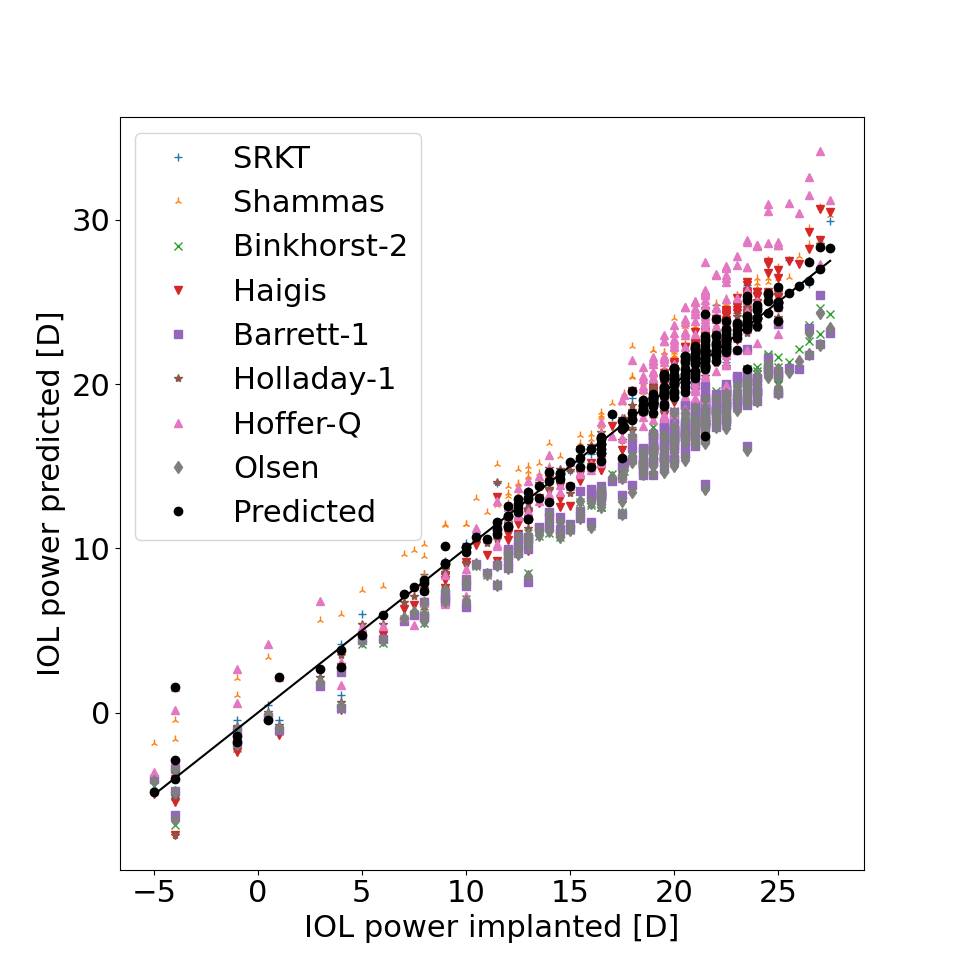 SRKT
Shammas
Binkhorst-2
Haigis
Barrett-1
Holladay-1
Hoffer-Q
Olsen
Predicted
IOL power predicted [D]
30
20
10
0
−5 0 5 10 15 20 25
IOL power implanted [D]